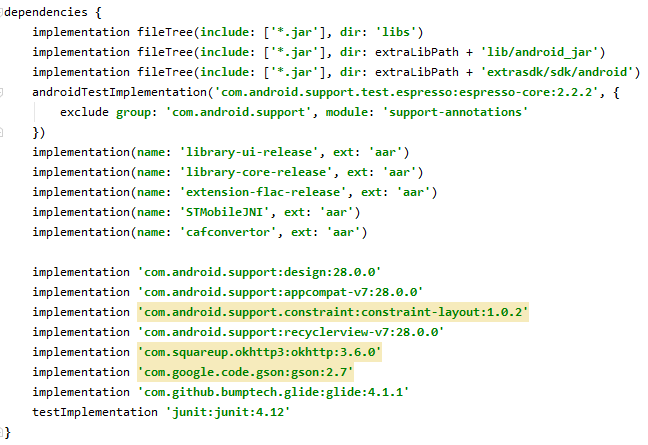 dependencies {
    implementation fileTree(include: ['*.jar'], dir: 'libs')
    implementation fileTree(include: ['*.jar'], dir: extraLibPath + 'lib/android_jar')
    implementation fileTree(include: ['*.jar'], dir: extraLibPath + 'extrasdk/sdk/android')
    androidTestImplementation('com.android.support.test.espresso:espresso-core:2.2.2', {
        exclude group: 'com.android.support', module: 'support-annotations'
    })
    implementation(name: 'library-ui-release', ext: 'aar')
    implementation(name: 'library-core-release', ext: 'aar')
    implementation(name: 'extension-flac-release', ext: 'aar')
    implementation(name: 'STMobileJNI', ext: 'aar')
    implementation(name: 'cafconvertor', ext: 'aar')

    implementation 'com.android.support:design:28.0.0'
    implementation 'com.android.support:appcompat-v7:28.0.0'
    implementation 'com.android.support.constraint:constraint-layout:1.0.2'
    implementation 'com.android.support:recyclerview-v7:28.0.0'
    implementation 'com.squareup.okhttp3:okhttp:3.6.0'
    implementation 'com.google.code.gson:gson:2.7'
    implementation 'com.github.bumptech.glide:glide:4.1.1'
    testImplementation 'junit:junit:4.12'
}